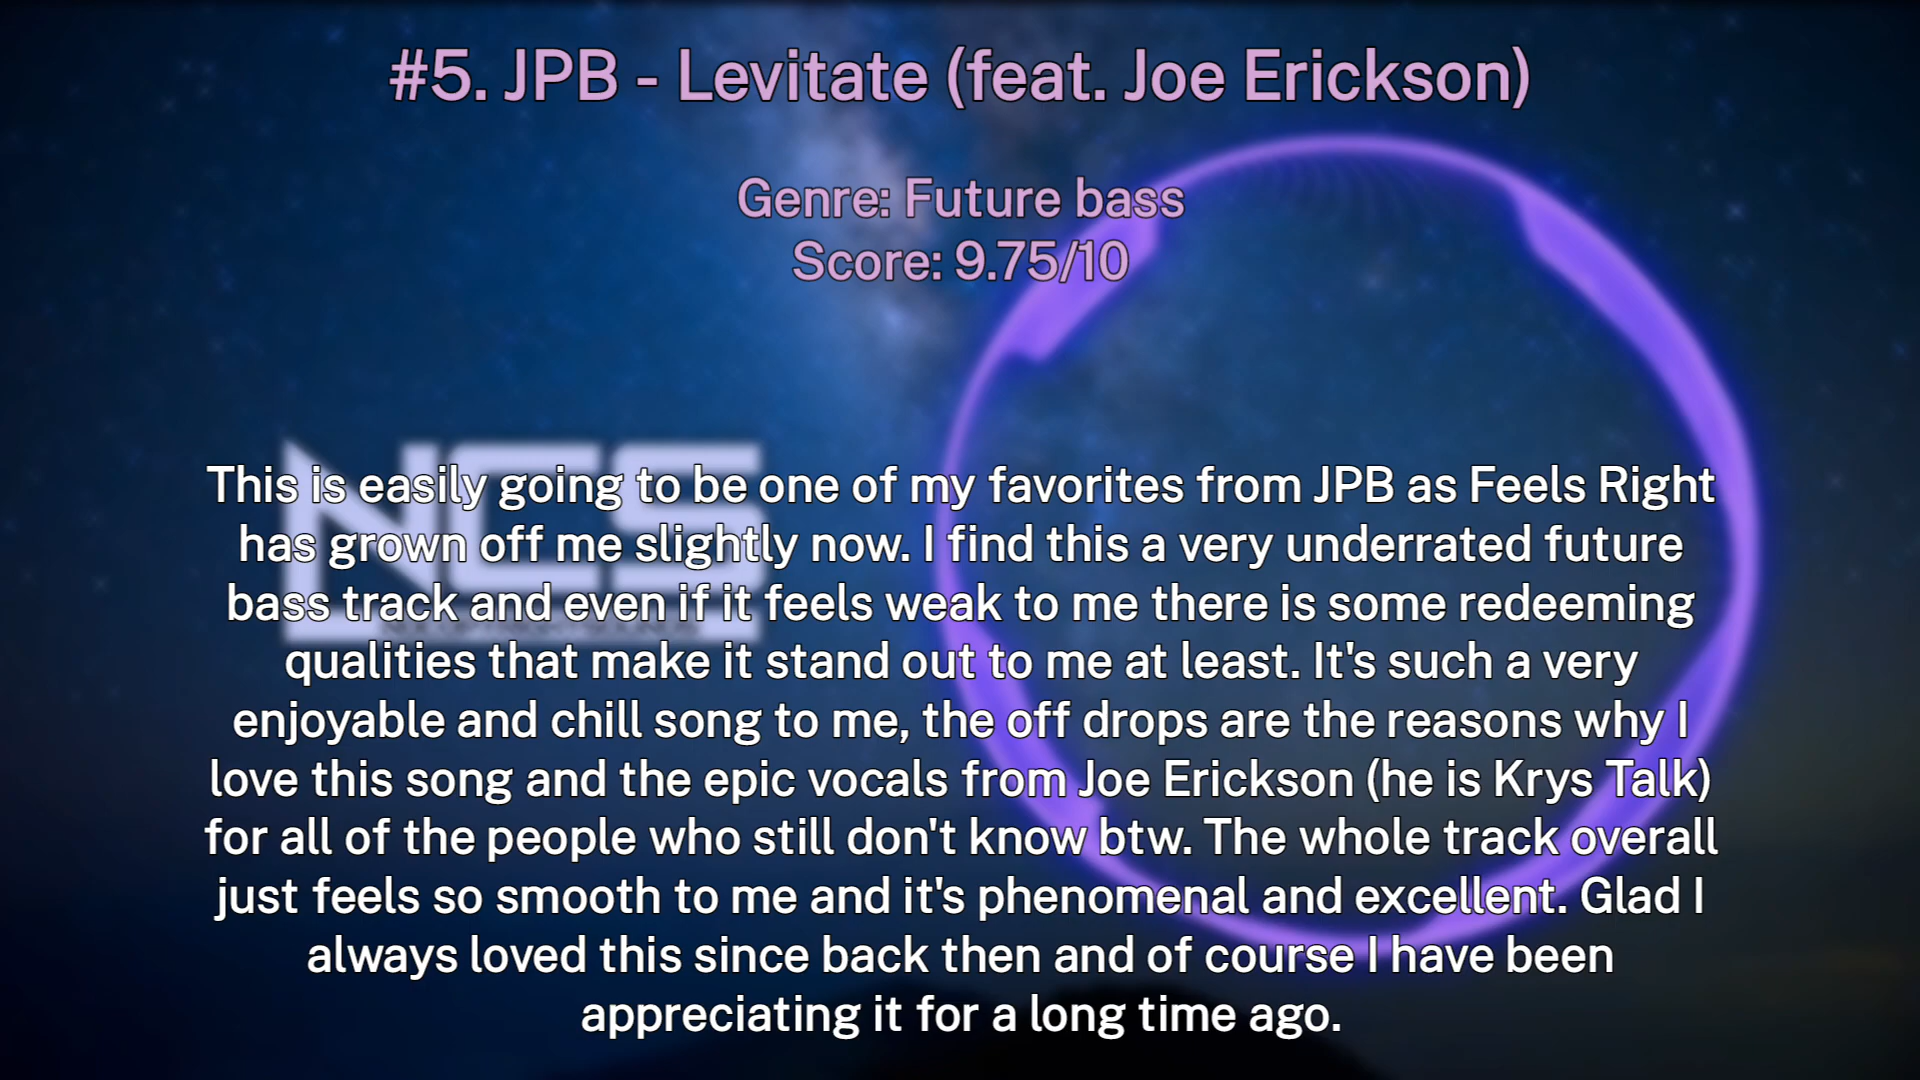 #5. JPB - Levitate (feat. Joe Erickson)
Genre: Future bass
Score: 9.75/10
NCS
This is easily going to be one of my favorites from JPB as Feels Right
has grown off me slightly now. I find this a very underrated future
bass track and even if it feels weak to me there is some redeeming
qualities that make it stand out to me at least. It's such a very
enjoyable and chill song to me, the off drops are the reasons why I
love this song and the epic vocals from Joe Erickson (he is Krys Talk)
for all of the people who still don't know btw. The whole track overall
just feels so smooth to me and it's phenomenal and excellent. Glad I
always loved this since back then and of course I have been
appreciating it for a long time ago.